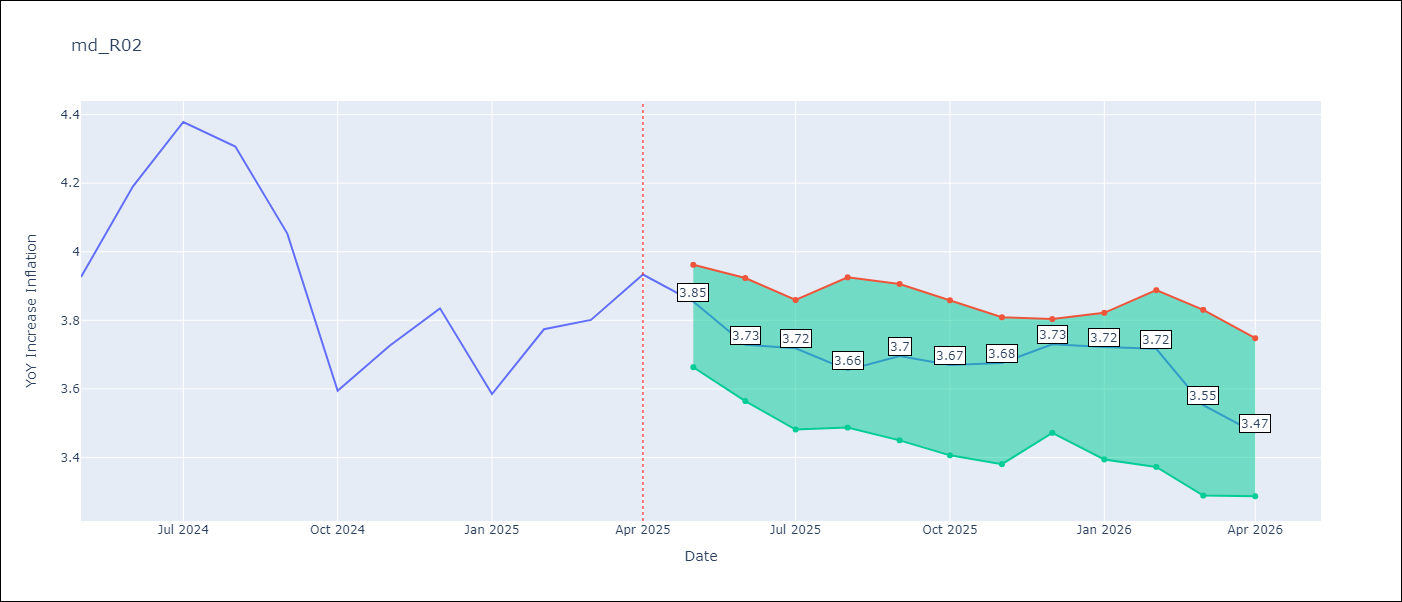 md_R02
YoY Increase Inflation
4.4
4.2
4
3.8
3.6
3.4
3.85
3.73
3.72
3.66
3.7
3.67
3.68
3.73
3.72
3.72
3.55
3.47
Jul 2024
Oct 2024
Jan 2025
Apr 2025
Jul 2025
Oct 2025
Jan 2026
Apr 2026
Date